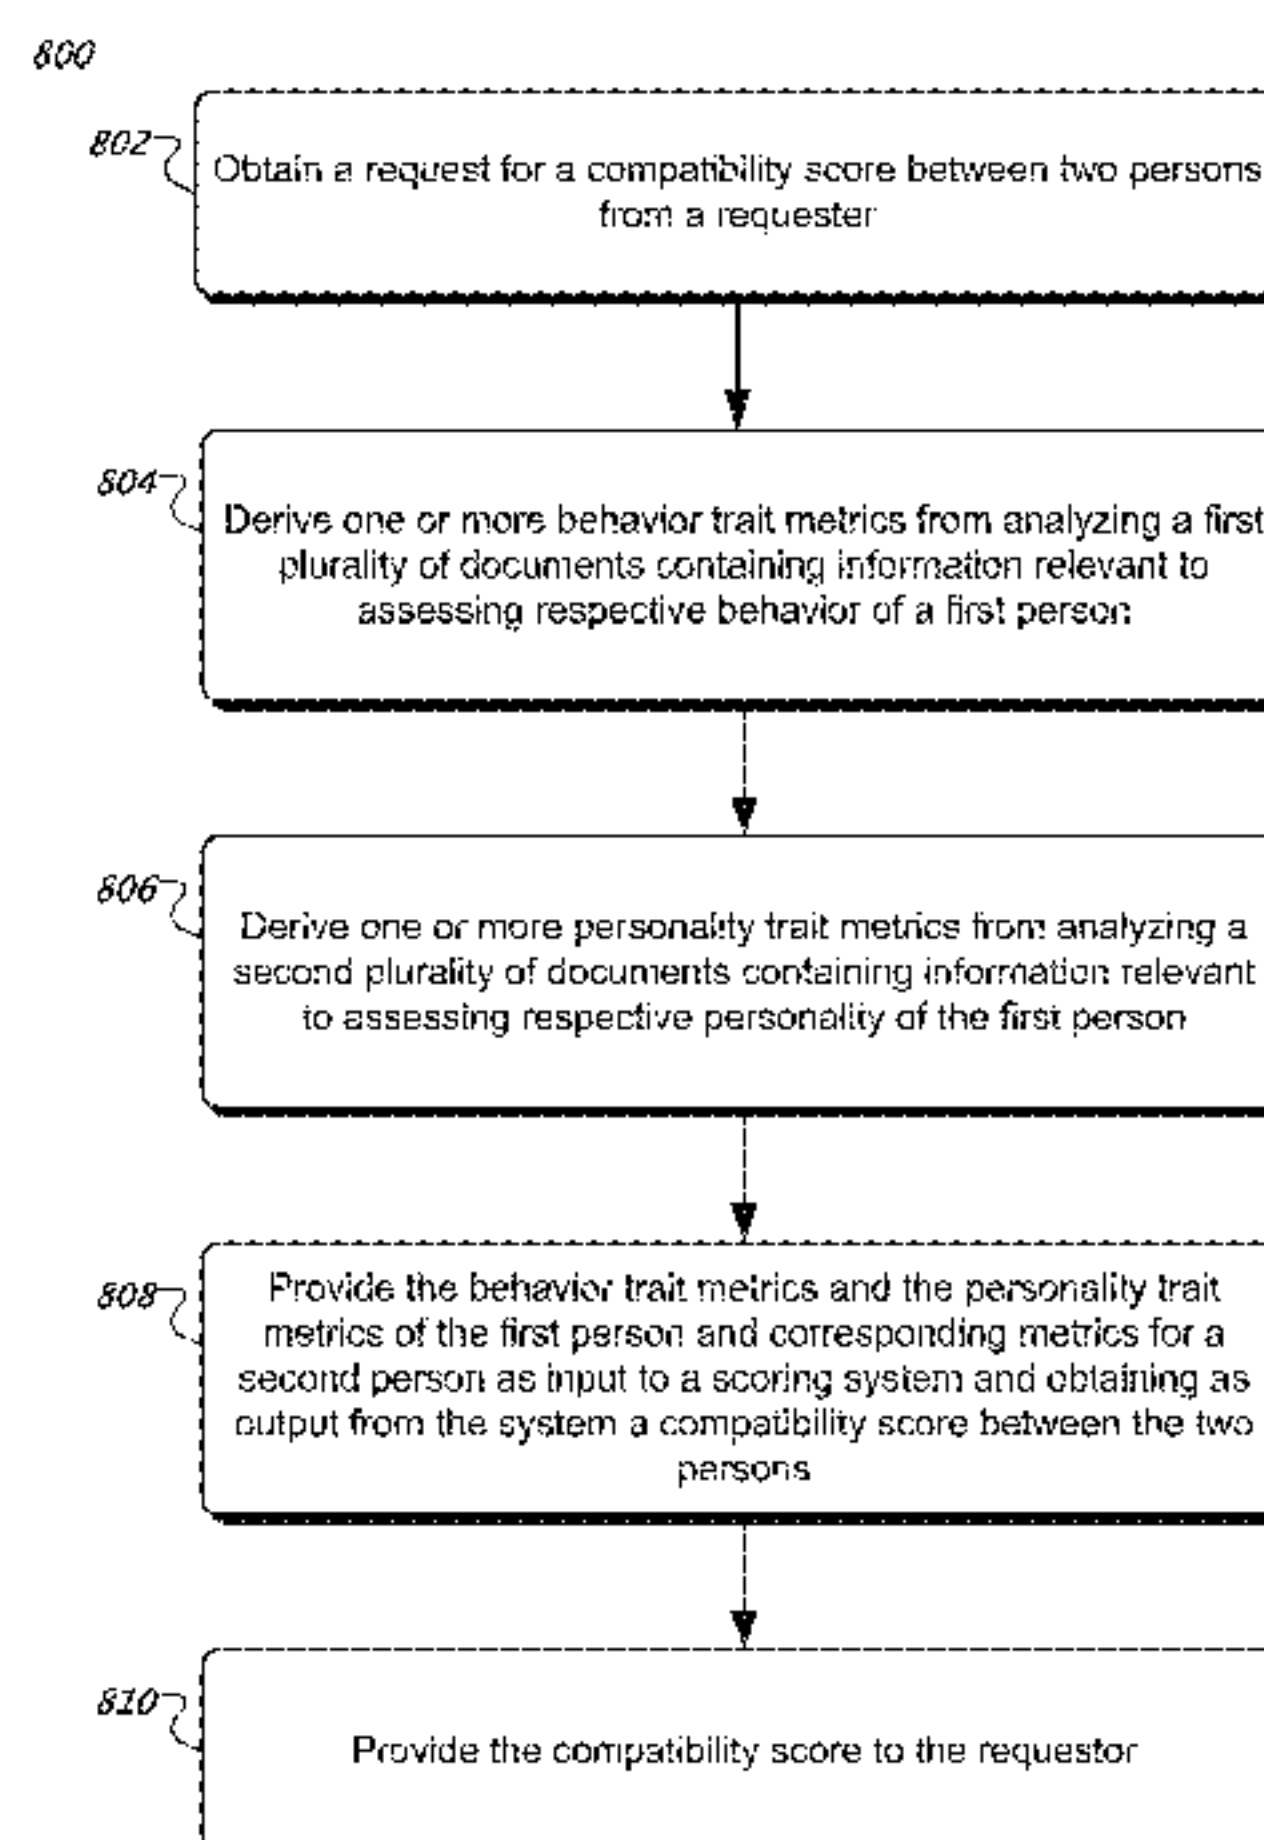 800
802
Obtain a request for a compatibility score between two persons
from a requester
804
Derive one or more behavior trait metrics from analyzing a first
plurality of documents containing information relevant to
assessing respective behavior of a first person
806
Derive one or more personality trait metrics from analyzing a
second plurality of documents containing information relevant
to assessing respective personality of the first person
808
Provide the behavior trait metrics and the personality trait
metrics of the first person and corresponding metrics for a
second person as input to a scoring system and obtaining as
output from the system a compatibility score between the two
persons
810
Provide the compatibility score to the requestor